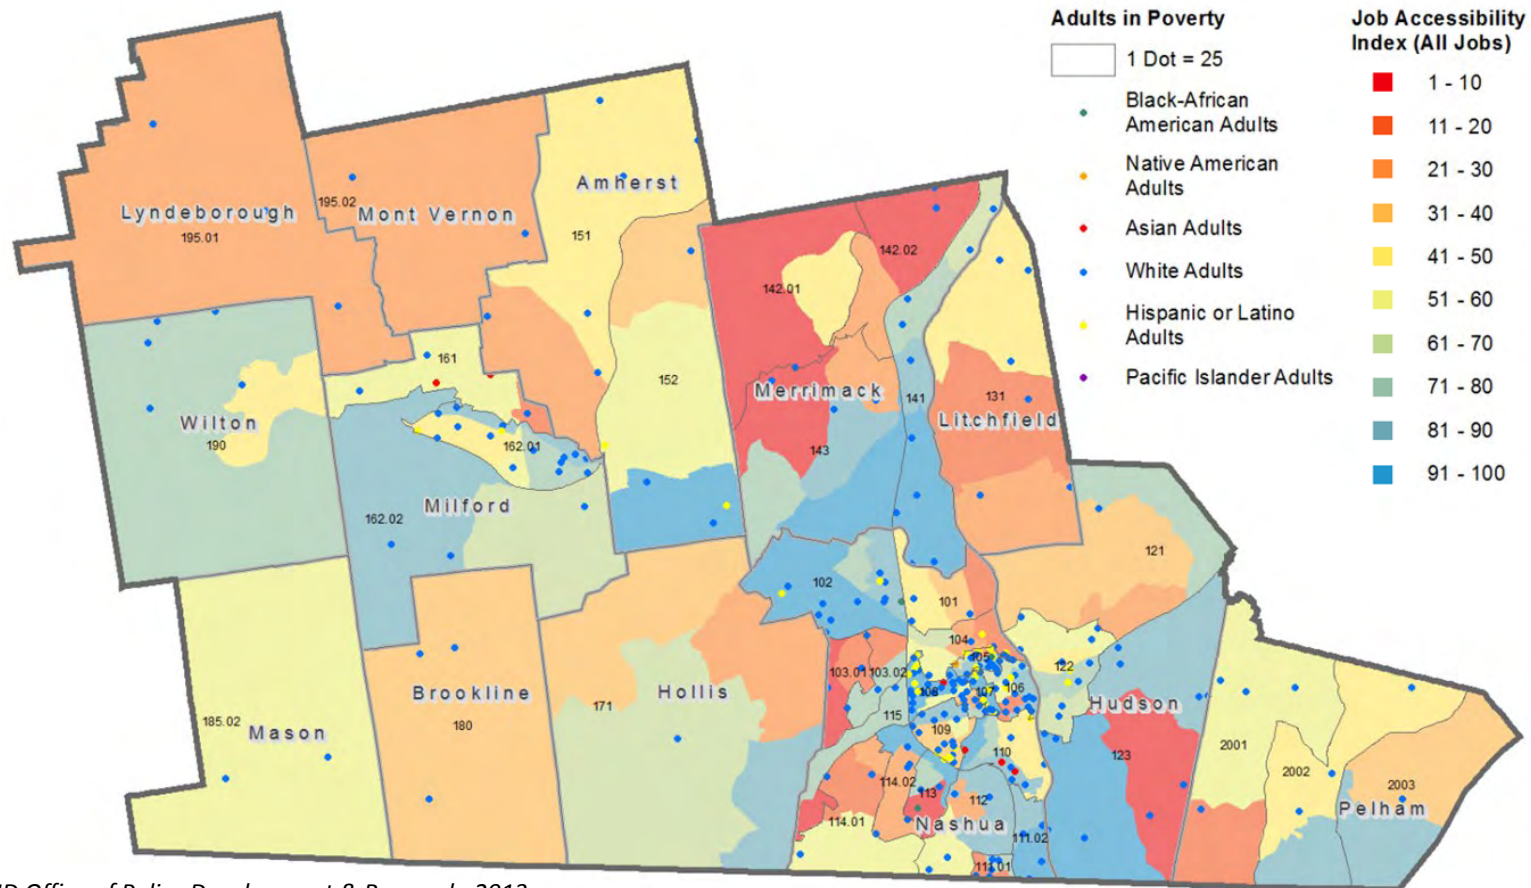 Adults in Poverty
1 Dot = 25
Black-African
American Adults
Native American
Adults
Asian Adults
White Adults
Hispanic or Latino
Adults
Pacific Islander Adults
Job Accessibility
Index (All Jobs)
1 - 10
11 - 20
21 - 30
31 - 40
41 - 50
51 - 60
61 - 70
71 - 80
81 - 90
91 - 100
Amherst
195.02
Lyndeborough
Mont Vernon
195.01
151
142.02
142.01
161
152
Merrimack
141
131
Litchfield
Wilton
190
162.01
143
Milford
162.02
121
102
101
104
105
122
103.01
103.02
108
107
106
Brookline
Hollis
171
Hudson
115
185.02
Mason
180
109
110
123
2001
2002
2003
Pelham
114.02
113
112
114.01
Nashua
111.02
111.01